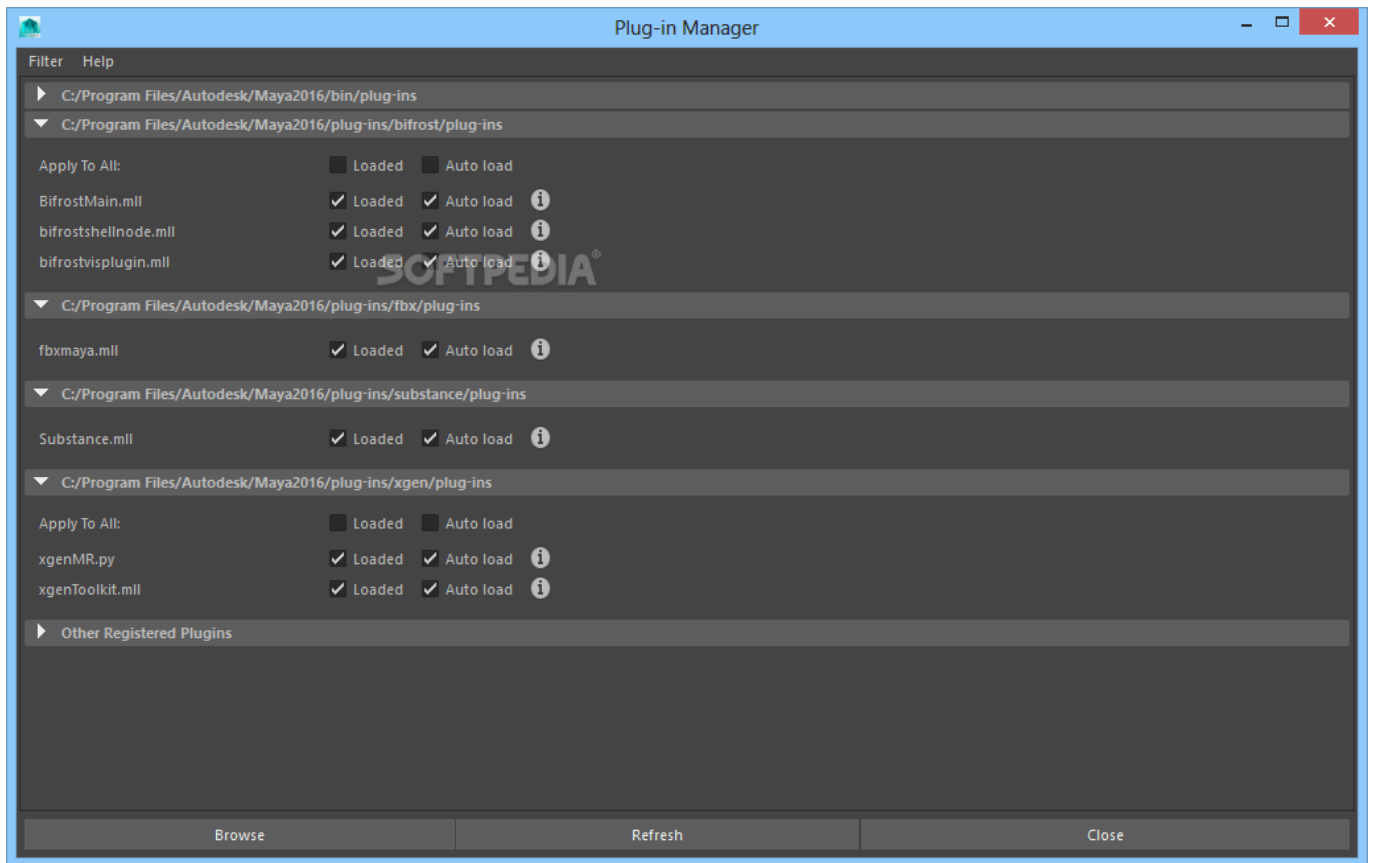 Plug-in Manager
Filter Help
C:/Program Files/Autodesk/Maya2016/bin/plug-ins
C:/Program Files/Autodesk/Maya2016/plug-ins/bifrost/plug-ins
Apply To All: Loaded Auto load
BifrostMain.mll Loaded Auto load
bifrostshellnode.mll Loaded Auto load
bifrostvisplugin.mll Loaded Auto load
SOFTPEDIA®
C:/Program Files/Autodesk/Maya2016/plug-ins/fbx/plug-ins
fbxmaya.mll Loaded Auto load
C:/Program Files/Autodesk/Maya2016/plug-ins/substance/plug-ins
Substance.mll Loaded Auto load
C:/Program Files/Autodesk/Maya2016/plug-ins/xgen/plug-ins
Apply To All: Loaded Auto load
xgenMR.py Loaded Auto load
xgenToolkit.mll Loaded Auto load
Other Registered Plugins
Browse Refresh Close